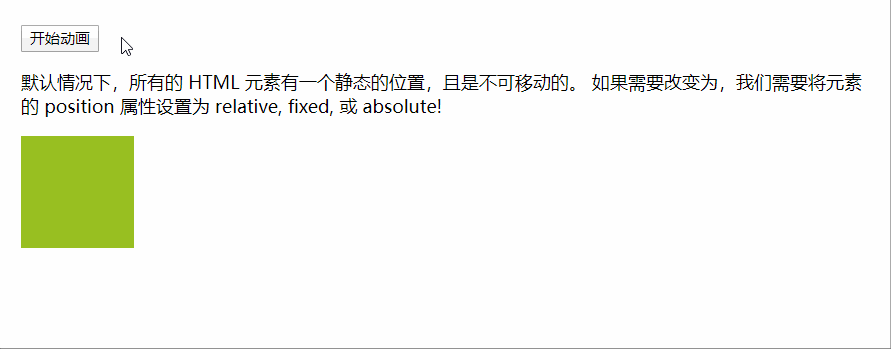 开始动画
默认情况下，所有的 HTML 元素有一个静态的位置，且是不可移动的。 如果需要改变为，我们需要将元素
的 position 属性设置为 relative, fixed, 或 absolute!